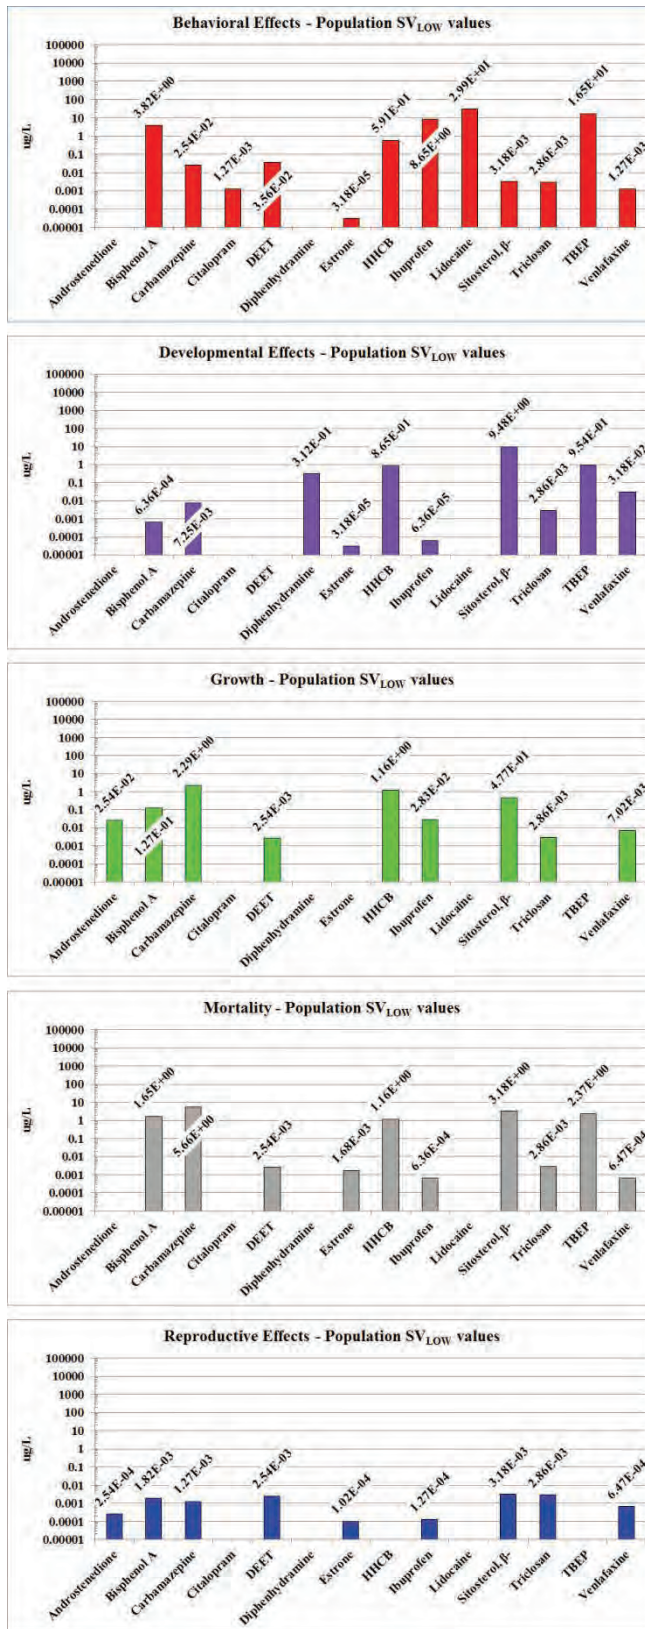 Behavioral Effects - Population SVLOW values
ug/L
100000
10000
1000
100
10
1
0.1
0.01
0.001
0.0001
0.00001
3.82E+00
2.54E-02
1.27E-03
3.56E-02
3.18E-05
5.91E-01
8.65E+00
2.99E+01
3.18E-03
2.86E-03
1.65E+01
1.27E-03
Androstenedione
Bisphenol A
Carbamazepine
Citalopram
DEET
Diphenhydramine
Estrone
HHCB
Ibuprofen
Lidocaine
Sitosterol, β-
Triclosan
TBEP
Venlafaxine
Developmental Effects - Population SVLOW values
ug/L
100000
10000
1000
100
10
1
0.1
0.01
0.001
0.0001
0.00001
6.36E-04
7.25E-03
3.12E-01
3.18E-05
8.65E-01
6.36E-05
9.48E+00
2.86E-03
9.54E-01
3.18E-02
Androstenedione
Bisphenol A
Carbamazepine
Citalopram
DEET
Diphenhydramine
Estrone
HHCB
Ibuprofen
Lidocaine
Sitosterol, β-
Triclosan
TBEP
Venlafaxine
Growth - Population SVLOW values
ug/L
100000
10000
1000
100
10
1
0.1
0.01
0.001
0.0001
0.00001
2.54E-02
1.27E-01
2.29E+00
2.54E-03
1.16E+00
2.83E-02
4.77E-01
2.86E-03
7.02E-03
Androstenedione
Bisphenol A
Carbamazepine
Citalopram
DEET
Diphenhydramine
Estrone
HHCB
Ibuprofen
Lidocaine
Sitosterol, β-
Triclosan
TBEP
Venlafaxine
Mortality - Population SVLOW values
ug/L
100000
10000
1000
100
10
1
0.1
0.01
0.001
0.0001
0.00001
1.65E+00
5.66E+00
2.54E-03
1.68E-03
1.16E+00
6.36E-04
3.18E+00
2.86E-03
2.37E+00
6.47E-04
Androstenedione
Bisphenol A
Carbamazepine
Citalopram
DEET
Diphenhydramine
Estrone
HHCB
Ibuprofen
Lidocaine
Sitosterol, β-
Triclosan
TBEP
Venlafaxine
Reproductive Effects - Population SVLOW values
ug/L
100000
10000
1000
100
10
1
0.1
0.01
0.001
0.0001
0.00001
2.54E-04
1.82E-03
1.27E-03
2.54E-03
1.02E-04
1.27E-04
3.18E-03
2.86E-03
6.47E-04
Androstenedione
Bisphenol A
Carbamazepine
Citalopram
DEET
Diphenhydramine
Estrone
HHCB
Ibuprofen
Lidocaine
Sitosterol, β-
Triclosan
TBEP
Venlafaxine